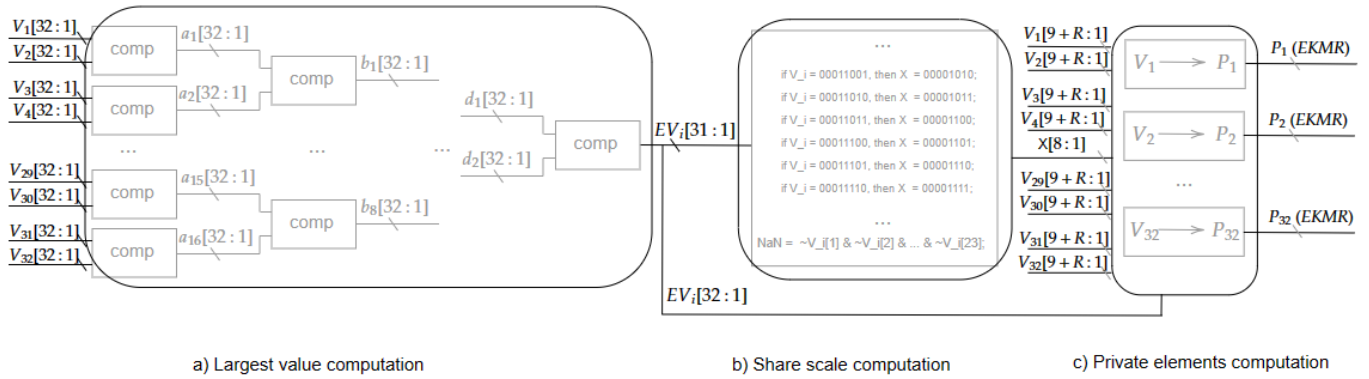 V₁[32 : 1]
V₂[32 : 1]
V₃[32 : 1]
V₄[32 : 1]
...
V₂₉[32 : 1]
V₃₀[32 : 1]
V₃₁[32 : 1]
V₃₂[32 : 1]
comp
comp
...
comp
comp
a₁[32 : 1]
a₂[32 : 1]
a₁₅[32 : 1]
a₁₆[32 : 1]
comp
...
comp
b₁[32 : 1]
...
b₈[32 : 1]
d₁[32 : 1]
d₂[32 : 1]
comp
EVᵢ[31 : 1]
EVᵢ[32 : 1]
...
if V_i = 00011001, then X = 00001010;
if V_i = 00011010, then X = 00001011;
if V_i = 00011011, then X = 00001100;
if V_i = 00011100, then X = 00001101;
if V_i = 00011101, then X = 00001110;
if V_i = 00011110, then X = 00001111;
...
NaN = ~V_i[1] & ~V_i[2] & ... & ~V_i[23];
V₁[9 + R : 1]
V₂[9 + R : 1]
V₃[9 + R : 1]
V₄[9 + R : 1]
X[8 : 1]
...
V₂₉[9 + R : 1]
V₃₀[9 + R : 1]
V₃₁[9 + R : 1]
V₃₂[9 + R : 1]
V₁ → P₁
V₂ → P₂
...
V₃₂ → P₃₂
P₁ (EKMR)
P₂ (EKMR)
...
P₃₂ (EKMR)
a) Largest value computation
b) Share scale computation
c) Private elements computation